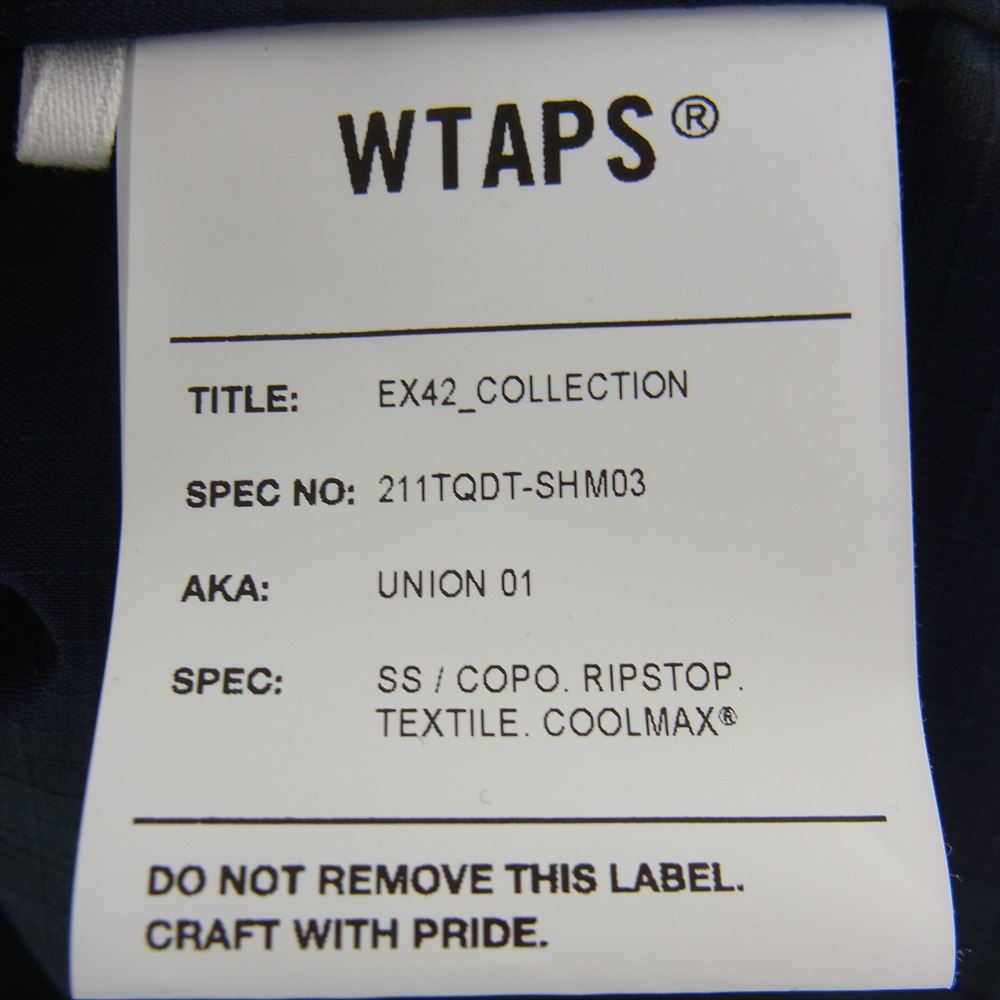 WTAPS®
TITLE: EX42_COLLECTION
SPEC NO: 211TQDT-SHM03
AKA: UNION 01
SPEC: SS / COPO. RIPSTOP.
TEXTILE. COOLMAX®
DO NOT REMOVE THIS LABEL.
CRAFT WITH PRIDE.